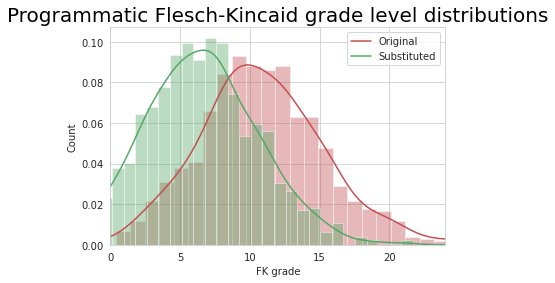 Programmatic Flesch-Kincaid grade level distributions
Original
Substituted
0.10
0.08
0.06
0.04
0.02
0.00
Count
0 5 10 15 20
FK grade